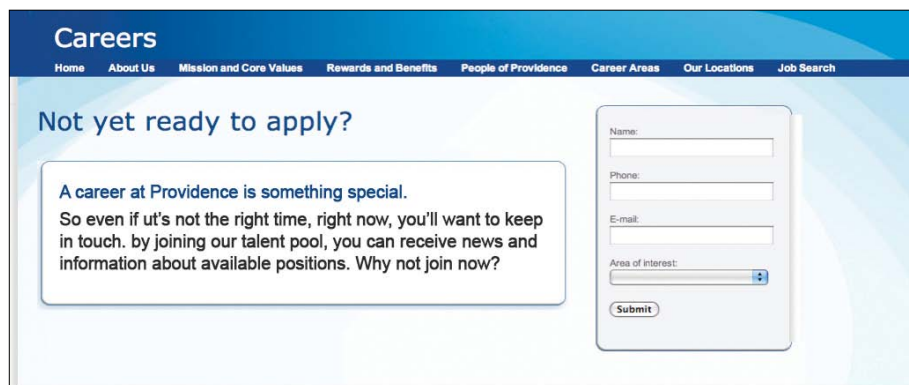 Careers
Home About Us Mission and Core Values Rewards and Benefits People of Providence Career Areas Our Locations Job Search
Not yet ready to apply?
A career at Providence is something special.
So even if ut's not the right time, right now, you'll want to keep
in touch. by joining our talent pool, you can receive news and
information about available positions. Why not join now?
Name:
Phone:
E-mail:
Area of interest:
Submit